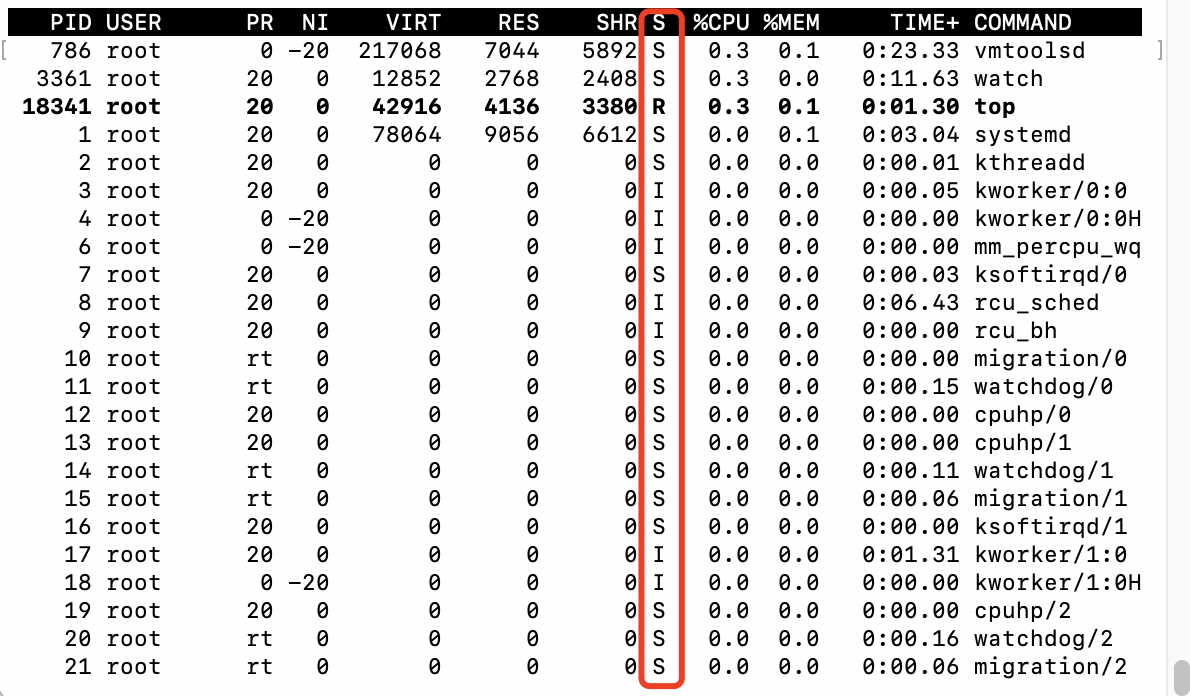 PID USER PR NI VIRT RES SHR S %CPU %MEM TIME+ COMMAND
786 root 0 -20 217068 7044 5892 S 0.3 0.1 0:23.33 vmtoolsd
3361 root 20 0 12852 2768 2408 S 0.3 0.0 0:11.63 watch
18341 root 20 0 42916 4136 3380 R 0.3 0.1 0:01.30 top
1 root 20 0 78064 9056 6612 S 0.0 0.1 0:03.04 systemd
2 root 20 0 0 0 0 S 0.0 0.0 0:00.01 kthreadd
3 root 20 0 0 0 0 I 0.0 0.0 0:00.05 kworker/0:0
4 root 0 -20 0 0 0 I 0.0 0.0 0:00.00 kworker/0:0H
6 root 0 -20 0 0 0 I 0.0 0.0 0:00.00 mm_percpu_wq
7 root 20 0 0 0 0 S 0.0 0.0 0:00.03 ksoftirqd/0
8 root 20 0 0 0 0 I 0.0 0.0 0:06.43 rcu_sched
9 root 20 0 0 0 0 I 0.0 0.0 0:00.00 rcu_bh
10 root rt 0 0 0 0 S 0.0 0.0 0:00.00 migration/0
11 root rt 0 0 0 0 S 0.0 0.0 0:00.15 watchdog/0
12 root 20 0 0 0 0 S 0.0 0.0 0:00.00 cpuhp/0
13 root 20 0 0 0 0 S 0.0 0.0 0:00.00 cpuhp/1
14 root rt 0 0 0 0 S 0.0 0.0 0:00.11 watchdog/1
15 root rt 0 0 0 0 S 0.0 0.0 0:00.06 migration/1
16 root 20 0 0 0 0 S 0.0 0.0 0:00.00 ksoftirqd/1
17 root 20 0 0 0 0 I 0.0 0.0 0:01.31 kworker/1:0
18 root 0 -20 0 0 0 I 0.0 0.0 0:00.00 kworker/1:0H
19 root 20 0 0 0 0 S 0.0 0.0 0:00.00 cpuhp/2
20 root rt 0 0 0 0 S 0.0 0.0 0:00.16 watchdog/2
21 root rt 0 0 0 0 S 0.0 0.0 0:00.06 migration/2